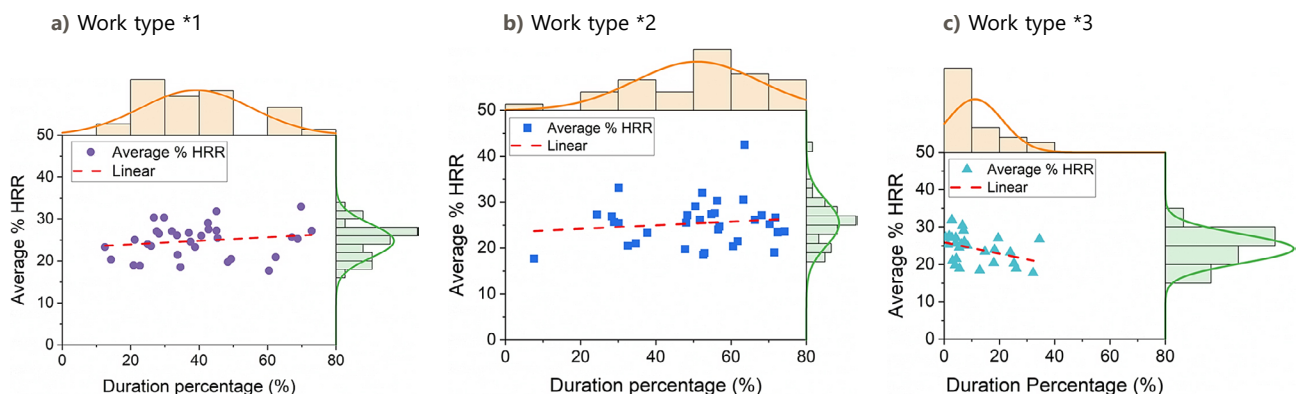 a) Work type *1
50
40
30
20
10
0
Average % HRR
Average % HRR
Linear
0 20 40 60 80
Duration percentage (%)
b) Work type *2
50
40
30
20
10
0
Average % HRR
Average % HRR
Linear
0 20 40 60 80
Duration percentage (%)
c) Work type *3
50
40
30
20
10
0
Average % HRR
Average % HRR
Linear
0 20 40 60 80
Duration Percentage (%)